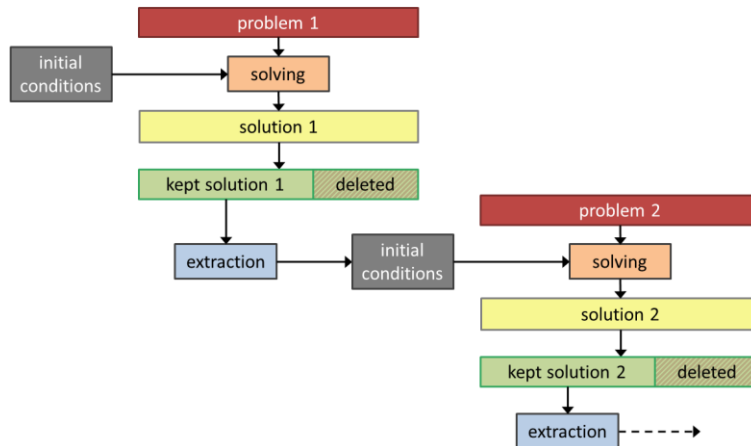 problem 1
initial
conditions
solving
solution 1
kept solution 1
deleted
problem 2
extraction
initial
conditions
solving
solution 2
kept solution 2
deleted
extraction